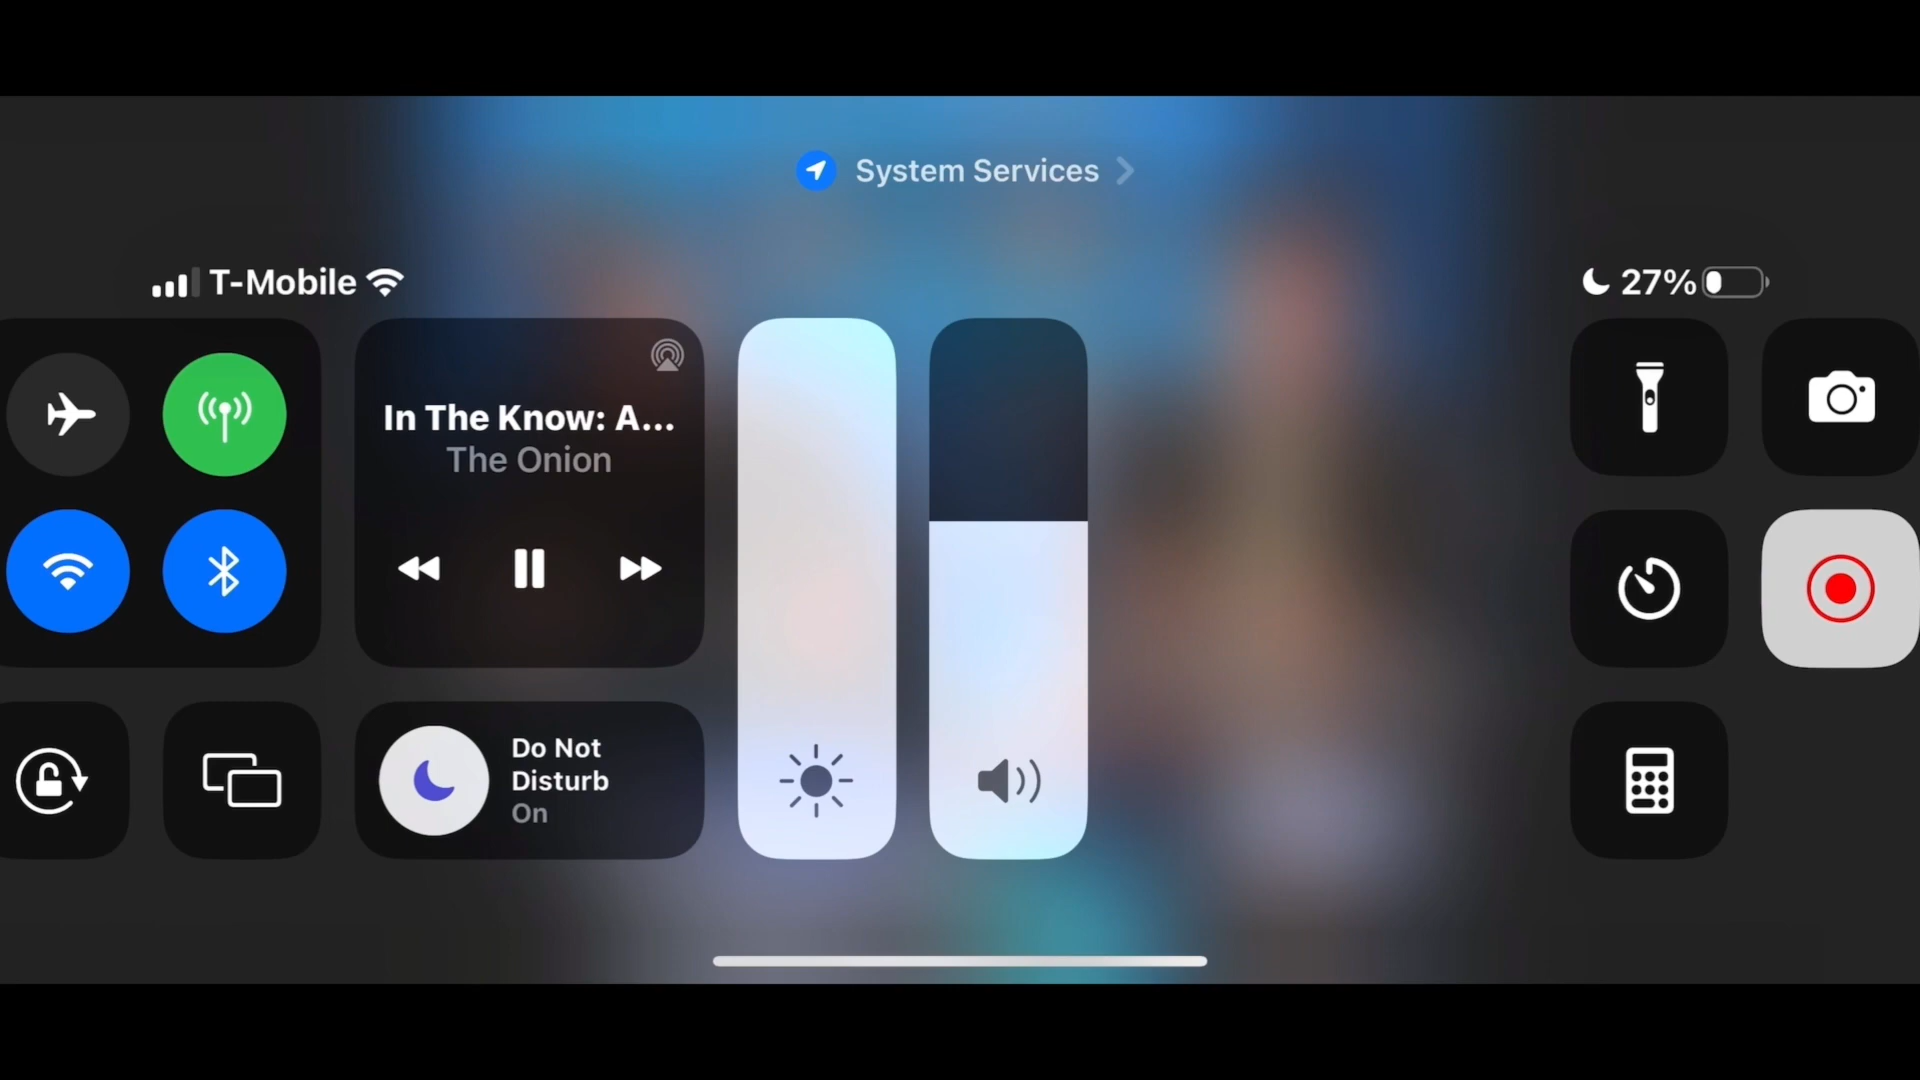 System Services
T-Mobile
27%
In The Know: A...
The Onion
Do Not
Disturb
On